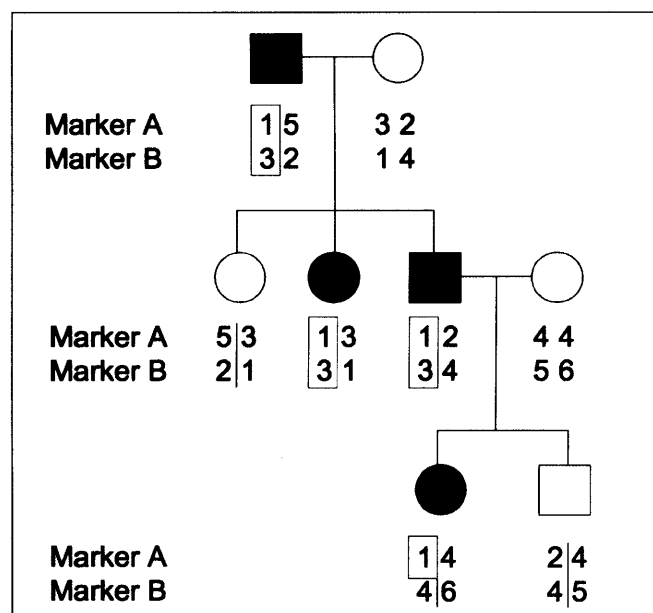 Marker A 1 5 3 2
Marker B 3 2 1 4
Marker A 5 3 1 3 1 2 4 4
Marker B 2 1 3 1 3 4 5 6
Marker A 1 4 2 4
Marker B 4 6 4 5